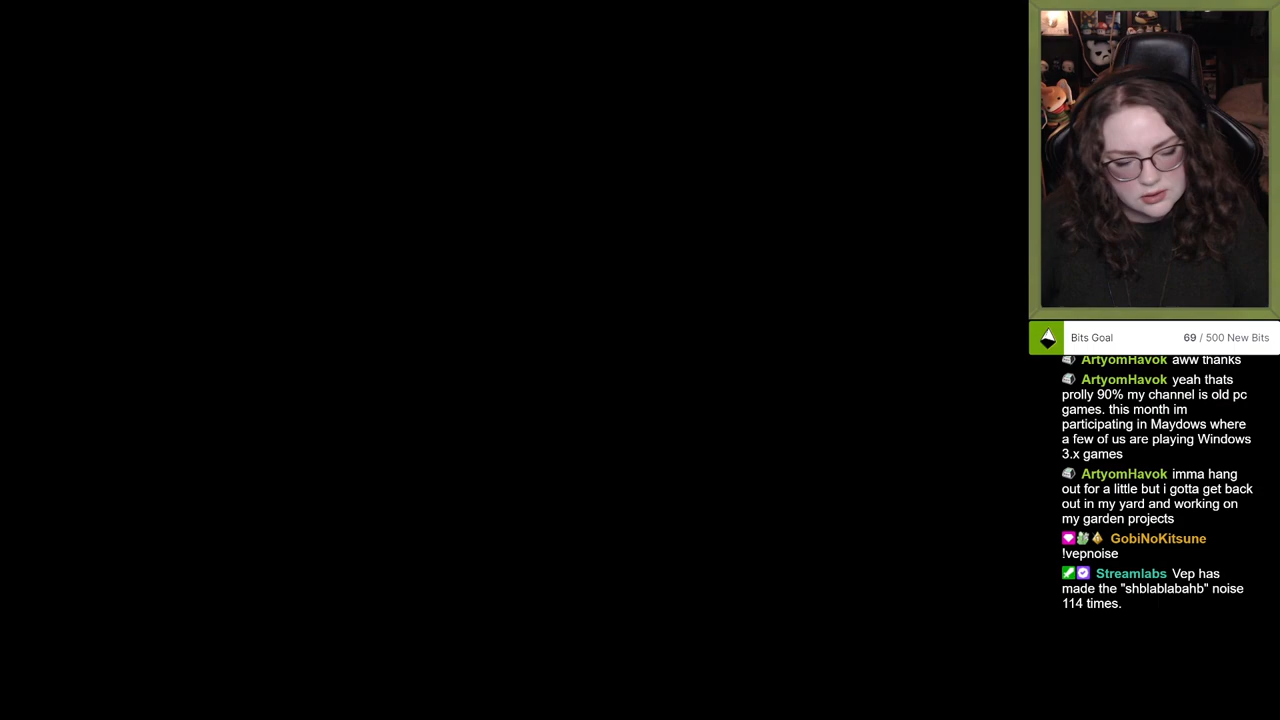 Bits Goal 69 / 500 New Bits
ArtyomHavok aww thanks
ArtyomHavok yeah thats
prolly 90% my channel is old pc
games. this month im
participating in Maydows where
a few of us are playing Windows
3.x games
ArtyomHavok imma hang
out for a little but i gotta get back
out in my yard and working on
my garden projects
GobiNoKitsune
!vepnoise
Streamlabs Vep has
made the "shblablabahb" noise
114 times.